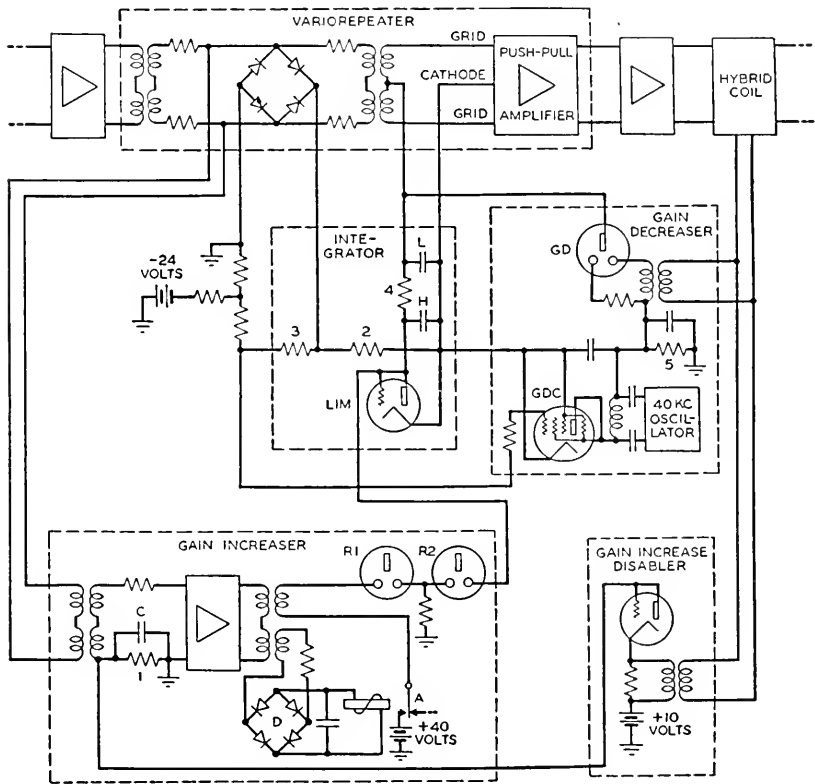 VARIOREPEATER
GRID
CATHODE
GRID
PUSH-PULL
AMPLIFIER
HYBRID
COIL
INTE-
GRATOR
L
4
H
3
2
LIM
-24
VOLTS
GAIN
DECREASER
GD
5
GDC
40 KC
OSCIL-
LATOR
GAIN INCREASER
R1
R2
C
1
D
A
+40
VOLTS
GAIN INCREASE
DISABLER
+10
VOLTS